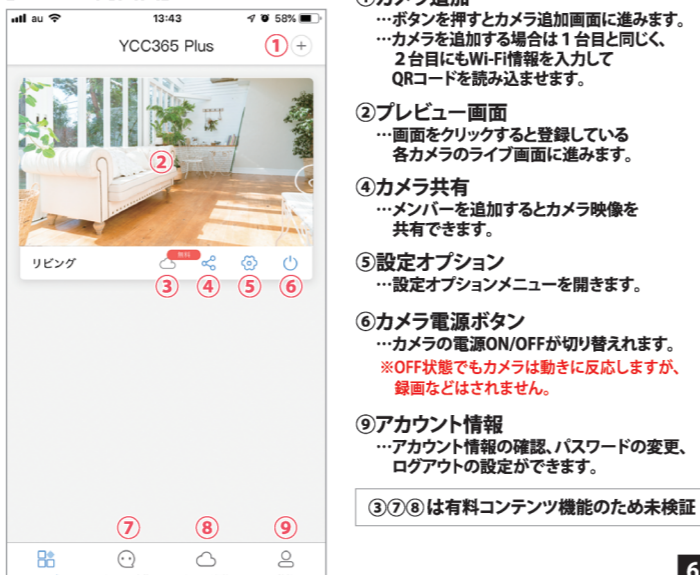 au 13:43 58%
YCC365 Plus ① +
②
リビング
無料
③ ④ ⑤ ⑥
⑦ ⑧ ⑨
…ボタンを押すとカメラ追加画面に進みます。
…カメラを追加する場合は1台目と同じく、
2台目にもWi-Fi情報を入力して
QRコードを読み込ませます。
②プレビュー画面
…画面をクリックすると登録している
各カメラのライブ画面に進みます。
④カメラ共有
…メンバーを追加するとカメラ映像を
共有できます。
⑤設定オプション
…設定オプションメニューを開きます。
⑥カメラ電源ボタン
…カメラの電源ON/OFFが切り替えれます。
※OFF状態でもカメラは動きに反応しますが、
録画などはされません。
⑨アカウント情報
…アカウント情報の確認、パスワードの変更、
ログアウトの設定ができます。
③⑦⑧は有料コンテンツ機能のため未検証